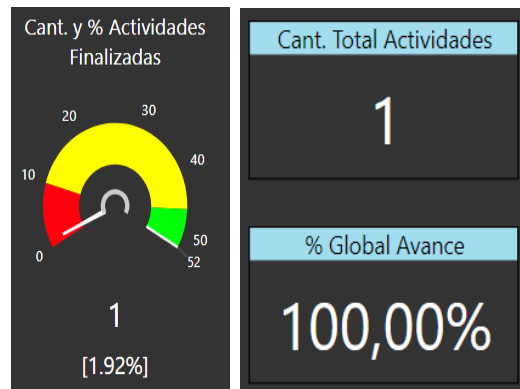 Cant. y % Actividades
Finalizadas
0
10
20
30
40
50
52
1
[1.92%]
Cant. Total Actividades
1
% Global Avance
100,00%